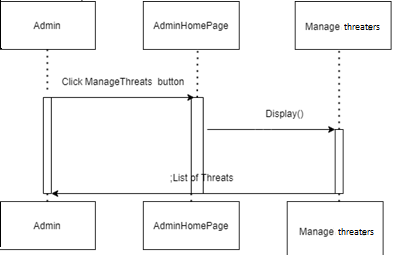 Admin
AdminHomePage
Manage threaters
Click ManageThreats button
Display()
;List of Threats
Admin
AdminHomePage
Manage threaters